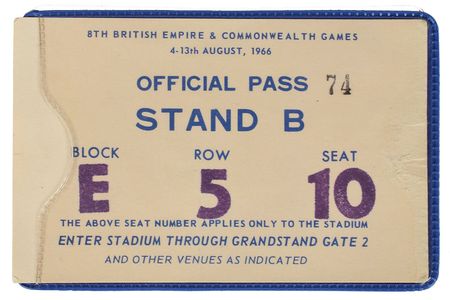 8TH BRITISH EMPIRE & COMMONWEALTH GAMES
4-13th AUGUST, 1966
OFFICIAL PASS 74
STAND B
BLOCK ROW SEAT
E 5 10
THE ABOVE SEAT NUMBER APPLIES ONLY TO THE STADIUM
ENTER STADIUM THROUGH GRANDSTAND GATE 2
AND OTHER VENUES AS INDICATED